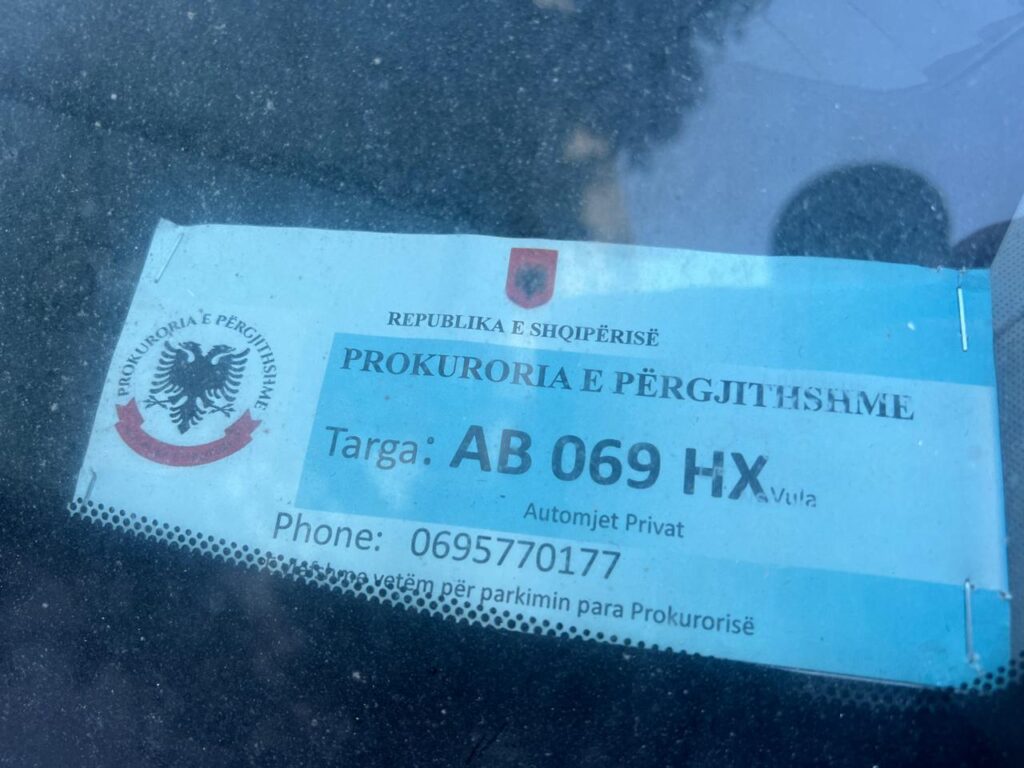 REPUBLIKA E SHQIPËRISË
PROKURORIA E PËRGJITHSHME
PROKURORIA E PËRGJITHSHME
Targa: AB 069 HX
Vula
Automjet Privat
Phone: 0695770177
vetëm për parkimin para Prokurorisë